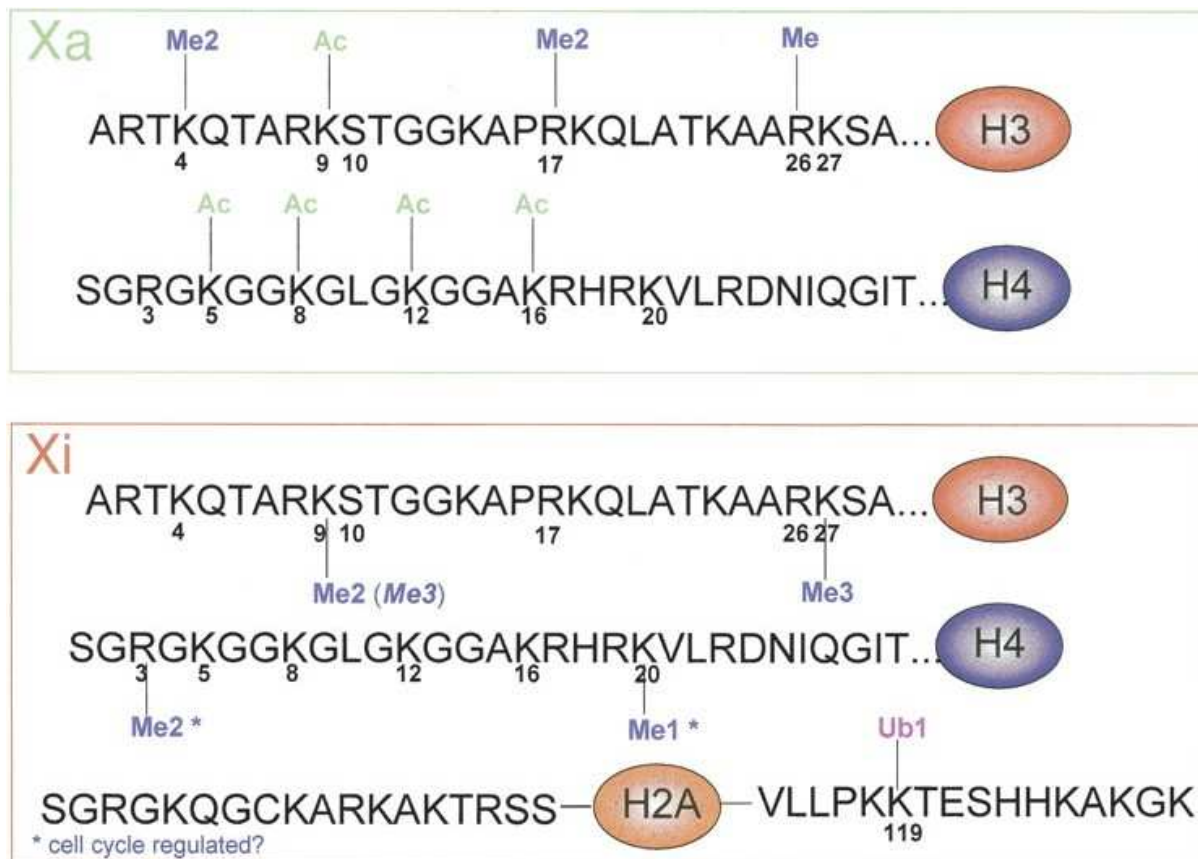 Xa
Me2 Ac Me2 Me
ARTKQTARKSTGGKAPRKQLATKAARKSA... H3
4 9 10 17 26 27
Ac Ac Ac Ac
SGRGKGGKGLGKGGAKRHRKVLRDNIQGIT... H4
3 5 8 12 16 20
Xi
ARTKQTARKSTGGKAPRKQLATKAARKSA... H3
4 9 10 17 26 27
Me2 (Me3) Me3
SGRGKGGKGLGKGGAKRHRKVLRDNIQGIT... H4
3 5 8 12 16 20
Me2 * Me1 * Ub1
SGRGKQGCKARKAKTRSS H2A VLLPKKTESHHKAKGK
119
* cell cycle regulated?